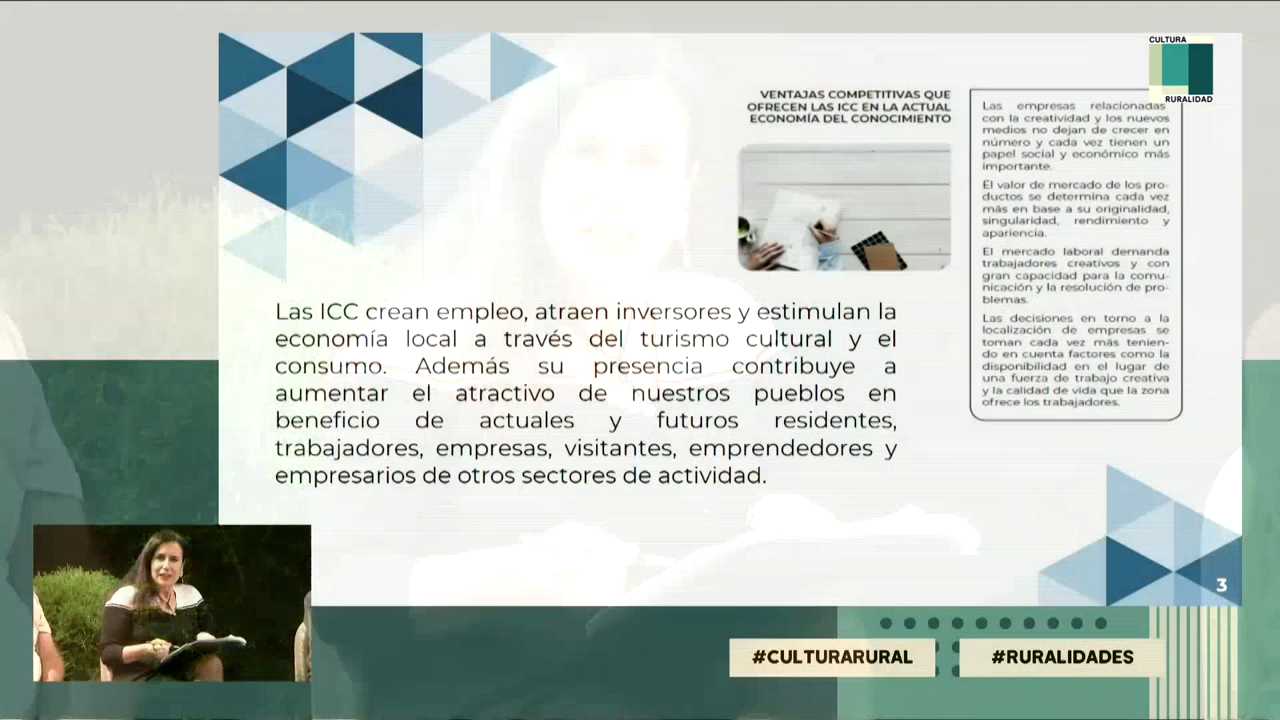 CULTURA
RURALIDAD
VENTAJAS COMPETITIVAS QUE
OFRECEN LAS ICC EN LA ACTUAL
ECONOMÍA DEL CONOCIMIENTO
Las empresas relacionadas
con la creatividad y los nuevos
medios no dejan de crecer en
número y cada vez tienen un
papel social y económico más
importante.
El valor de mercado de los pro-
ductos se determina cada vez
más en base a su originalidad,
singularidad, rendimiento y
apariencia.
El mercado laboral demanda
trabajadores creativos y con
gran capacidad para la comu-
nicación y la resolución de pro-
blemas.
Las decisiones en torno a la
localización de empresas se
toman cada vez más tenien-
do en cuenta factores como la
disponibilidad en el lugar de
una fuerza de trabajo creativa
y la calidad de vida que la zona
ofrece los trabajadores.
Las ICC crean empleo, atraen inversores y estimulan la
economía local a través del turismo cultural y el
consumo. Además su presencia contribuye a
aumentar el atractivo de nuestros pueblos en
beneficio de actuales y futuros residentes,
trabajadores, empresas, visitantes, emprendedores y
empresarios de otros sectores de actividad.
3
#CULTURARURAL
#RURALIDADES